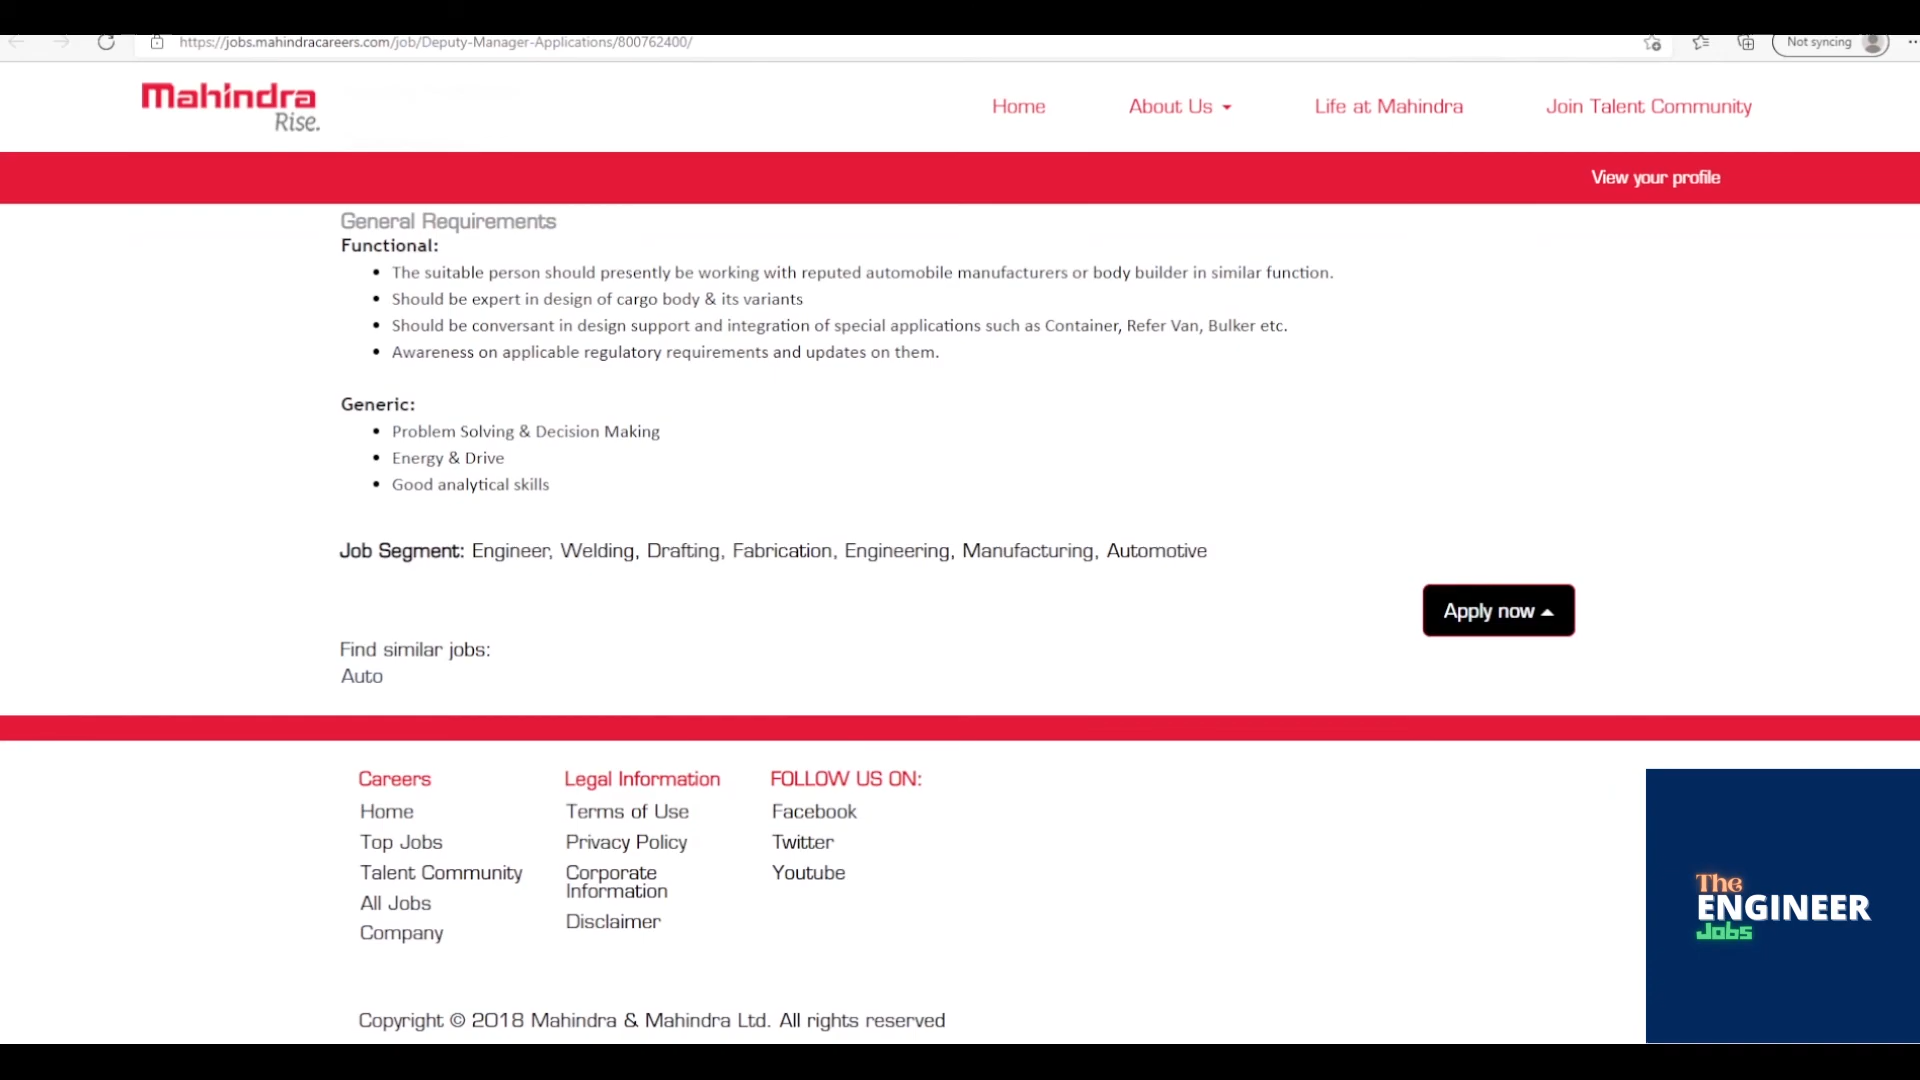 https://jobs.mahindracareers.com/job/Deputy-Manager-Applications/800762400/
Not syncing
Mahindra
Rise.
Home
About Us
Life at Mahindra
Join Talent Community
View your profile
General Requirements
Functional:
• The suitable person should presently be working with reputed automobile manufacturers or body builder in similar function.
• Should be expert in design of cargo body & its variants
• Should be conversant in design support and integration of special applications such as Container, Refer Van, Bulker etc.
• Awareness on applicable regulatory requirements and updates on them.
Generic:
• Problem Solving & Decision Making
• Energy & Drive
• Good analytical skills
Job Segment: Engineer, Welding, Drafting, Fabrication, Engineering, Manufacturing, Automotive
Apply now
Find similar jobs:
Auto
Careers
Home
Top Jobs
Talent Community
All Jobs
Company
Legal Information
Terms of Use
Privacy Policy
Corporate
Information
Disclaimer
FOLLOW US ON:
Facebook
Twitter
Youtube
The
ENGINEER
Jobs
Copyright © 2018 Mahindra & Mahindra Ltd. All rights reserved